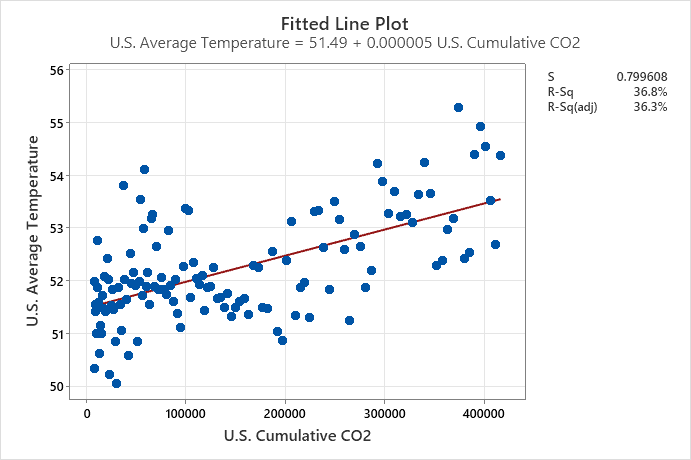 Fitted Line Plot
U.S. Average Temperature = 51.49 + 0.000005 U.S. Cumulative CO2
S 0.799608
R-Sq 36.8%
R-Sq(adj) 36.3%
56
55
54
53
52
51
50
U.S. Average Temperature
0 100000 200000 300000 400000
U.S. Cumulative CO2